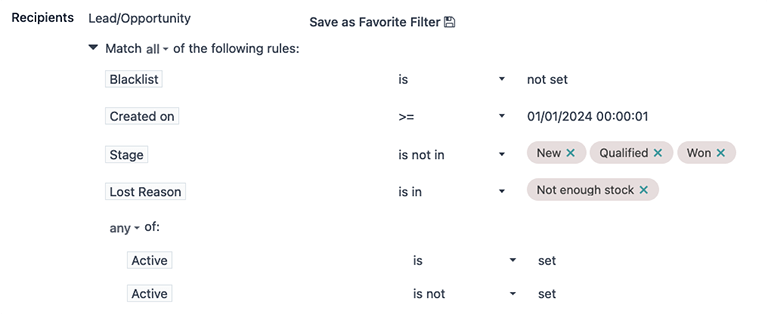 Recipients Lead/Opportunity Save as Favorite Filter
Match all of the following rules:
Blacklist is not set
Created on >= 01/01/2024 00:00:01
Stage is not in New × Qualified × Won ×
Lost Reason is in Not enough stock ×
any of:
Active is set
Active is not set